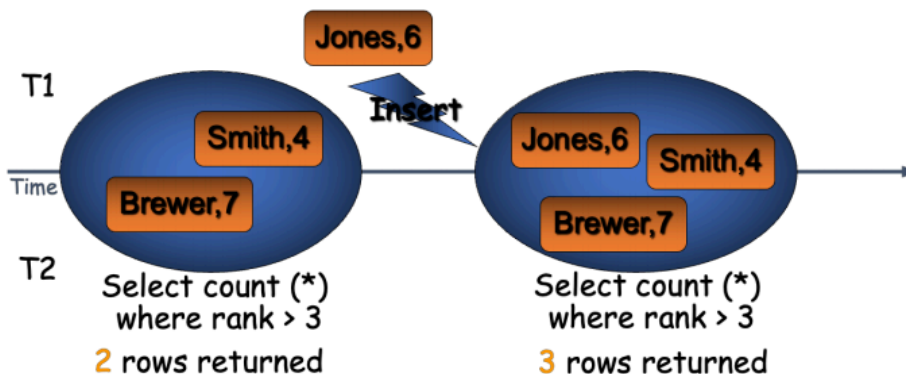 Jones,6
T1
Insert
Smith,4
Brewer,7
Jones,6
Smith,4
Brewer,7
Time
T2
Select count (*)
where rank > 3
2 rows returned
Select count (*)
where rank > 3
3 rows returned